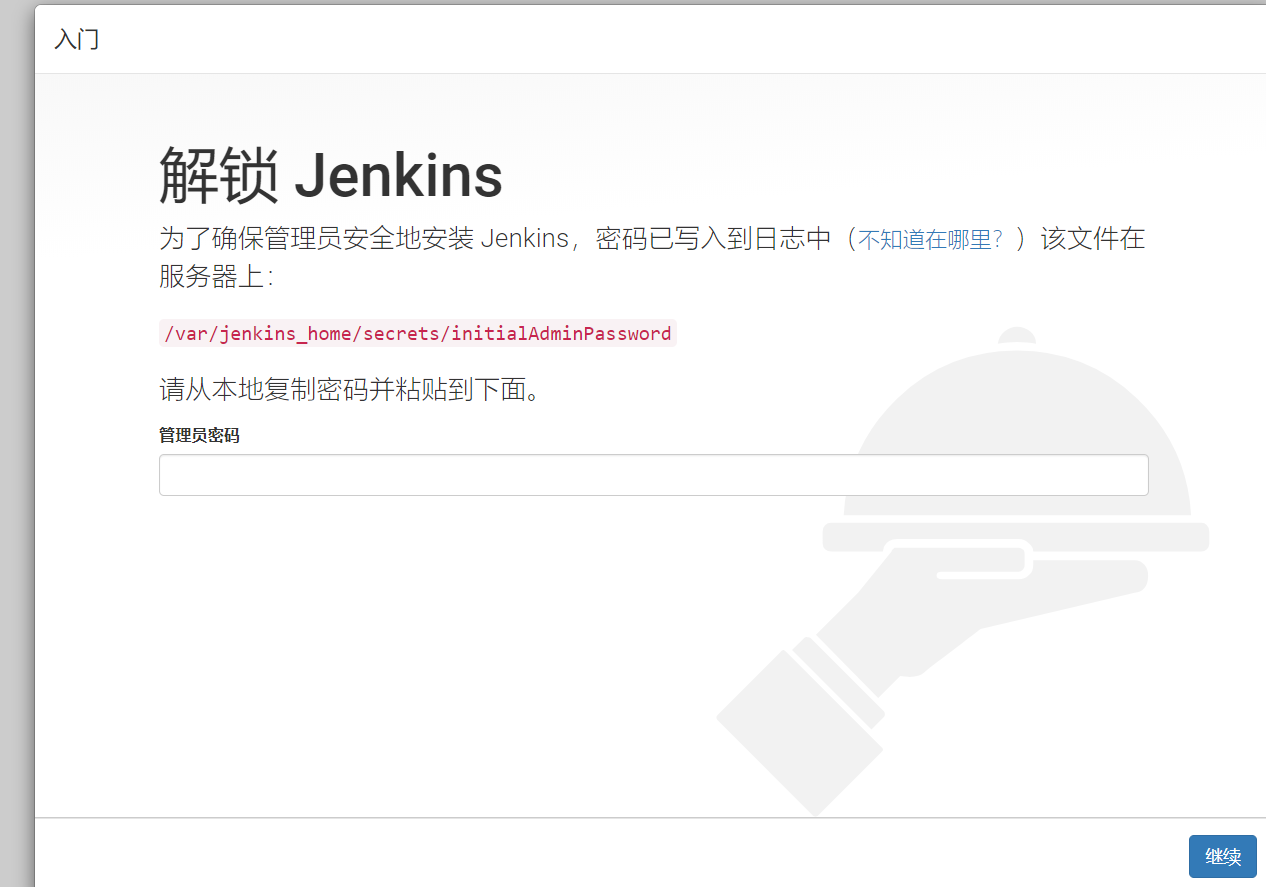 入门
解锁 Jenkins
为了确保管理员安全地安装 Jenkins，密码已写入到日志中（不知道在哪里？）该文件在
服务器上：
/var/jenkins_home/secrets/initialAdminPassword
请从本地复制密码并粘贴到下面。
管理员密码
继续